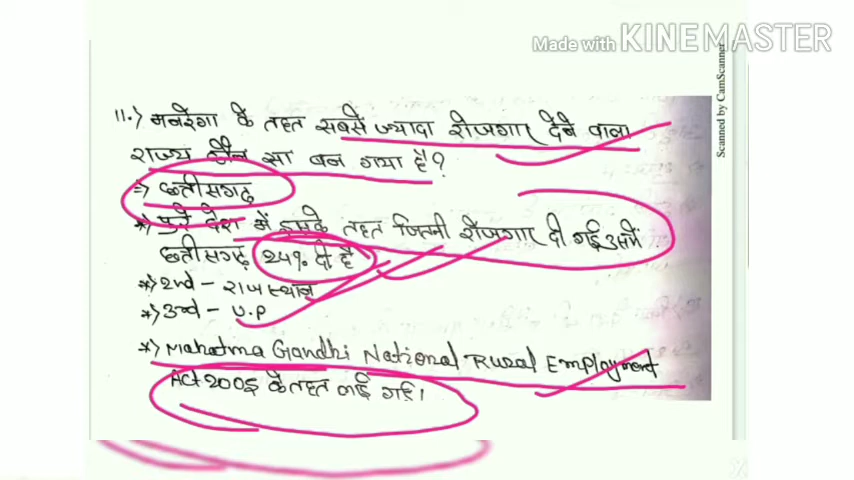 Made with KINEMASTER
Scanned by CamScanner
11.) मनरेगा के तहत सबसे ज्यादा रोजगार देने वाला
राज्य कौन सा बन गया है?
⇒ छत्तीसगढ़
*) पुरे देश में इसके तहत जितनी रोजगार दी गई उसमें
छत्तीसगढ़ 24% दी है
*) 2nd - राजस्थान
*) 3rd - U.P
*) Mahatma Gandhi National Rural Employment
Act 2005 के तहत लाई गई।